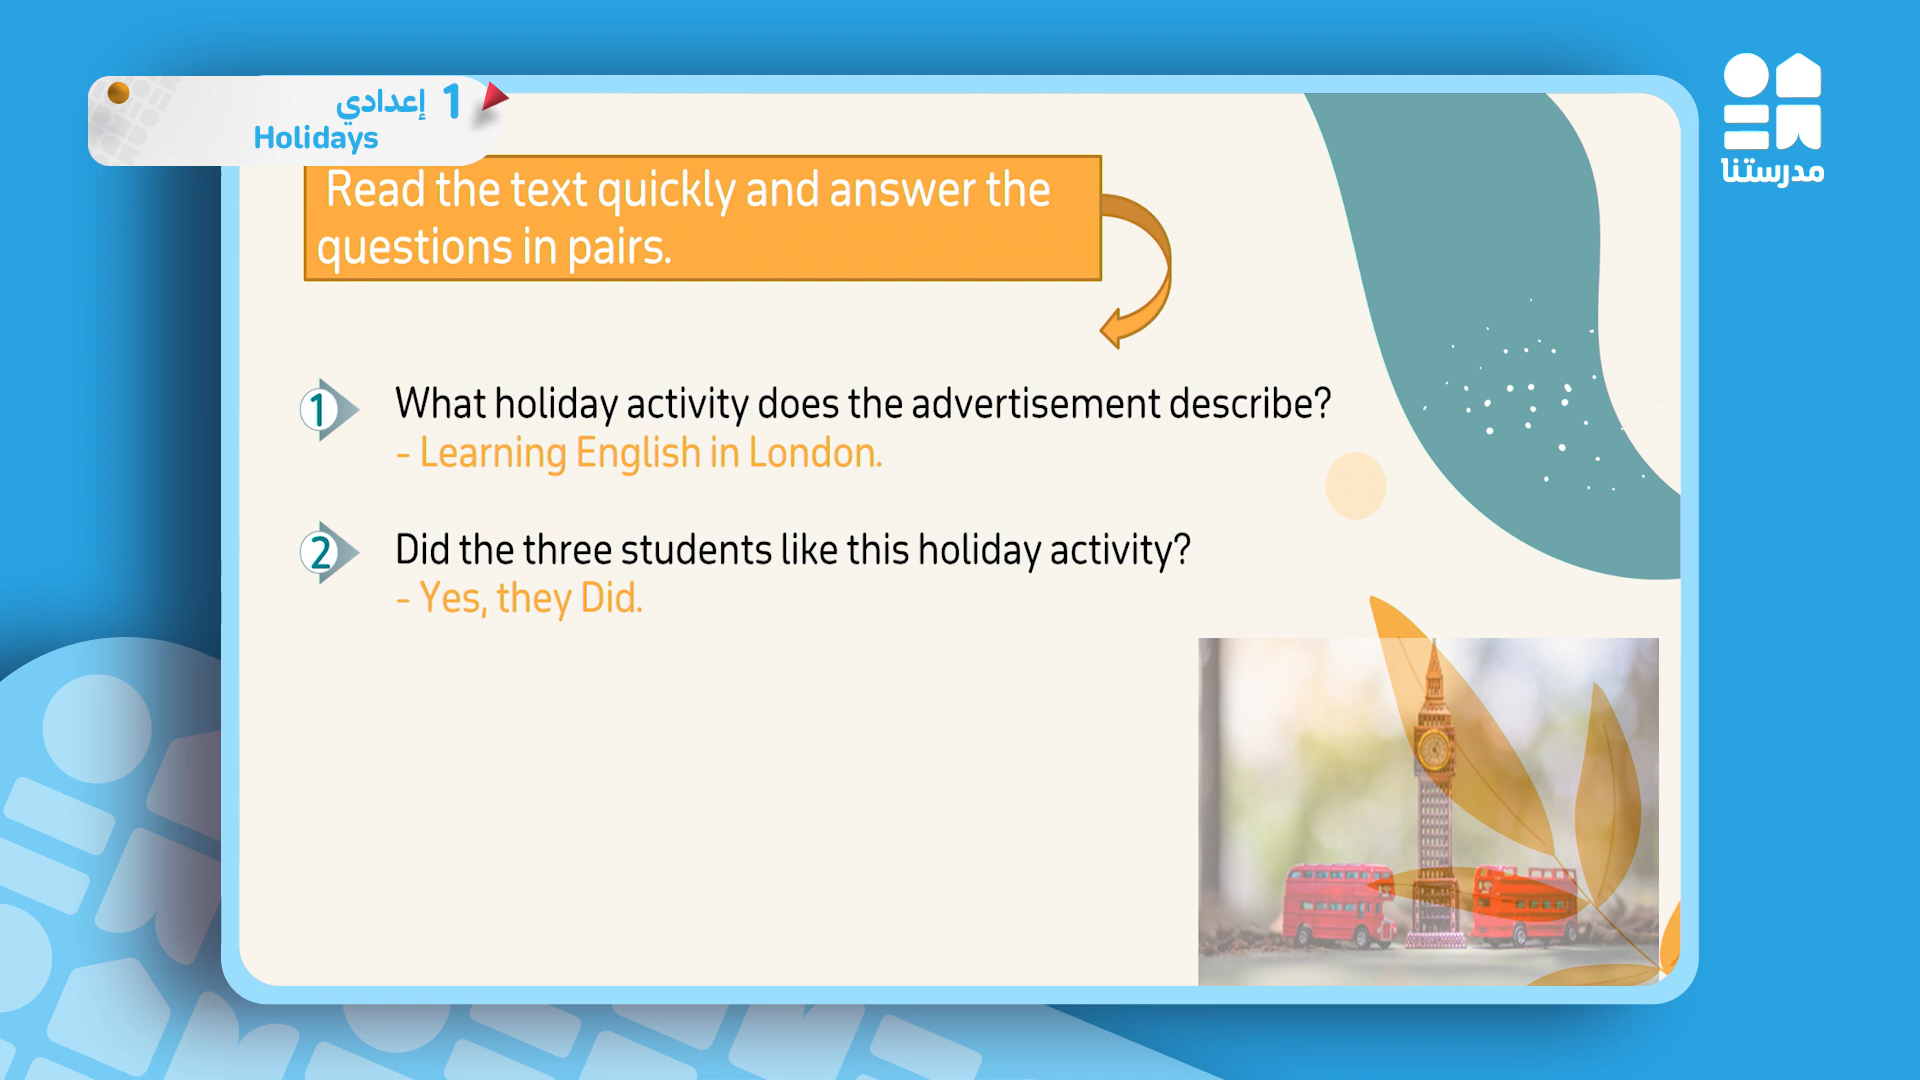 1 إعدادي
Holidays
مدرستنا
Read the text quickly and answer the
questions in pairs.
1 What holiday activity does the advertisement describe?
- Learning English in London.
2 Did the three students like this holiday activity?
- Yes, they Did.